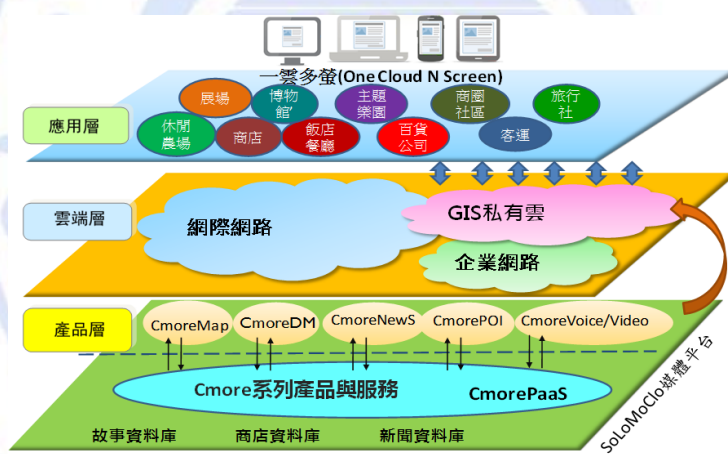 一雲多螢(One Cloud N Screen)
應用層
展場
博物
館
主題
樂園
商圈
社區
旅行
社
休閒
農場
商店
飯店
餐廳
百貨
公司
客運
雲端層
網際網路
GIS私有雲
企業網路
產品層
CmoreMap
CmoreDM
CmoreNewS
CmorePOI
CmoreVoice/Video
Cmore系列產品與服務
CmorePaaS
故事資料庫
商店資料庫
新聞資料庫
SoLoMoClo媒體平台